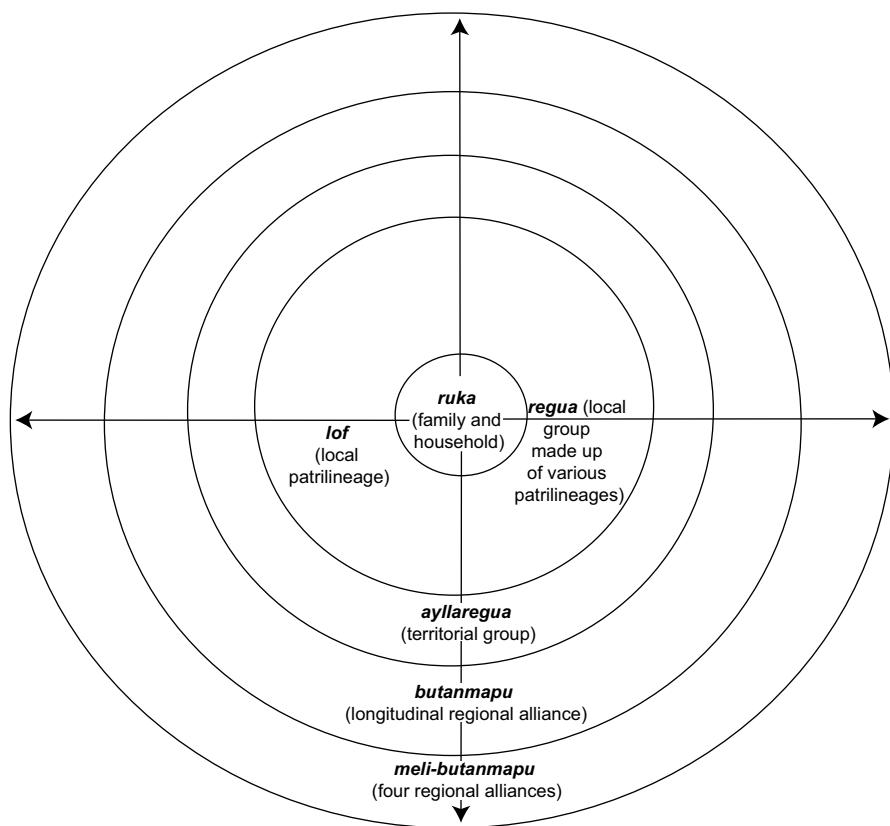 ruka
(family and
household)
lof
(local
patrilineage)
regua (local
group
made up
of various
patrilineages)
ayllaregua
(territorial group)
butanmapu
(longitudinal regional alliance)
meli-butanmapu
(four regional alliances)